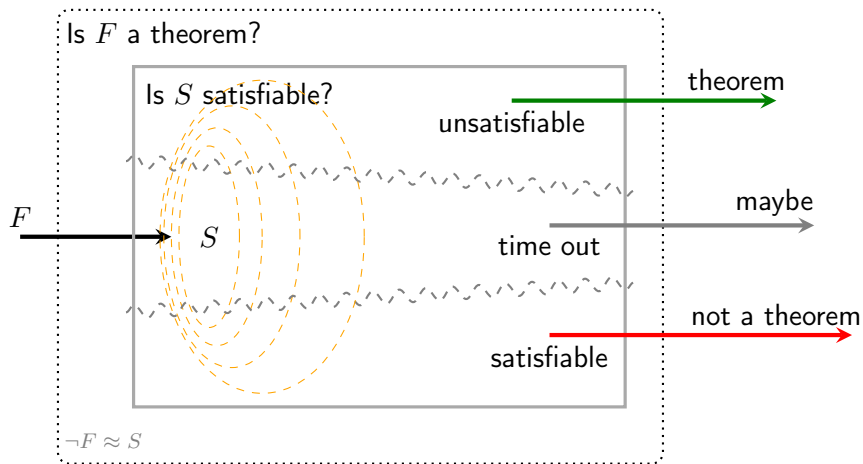 Is F a theorem?
theorem
Is S satisfiable?
unsatisfiable
maybe
F
S
time out
not a theorem
satisfiable
¬F ≈ S